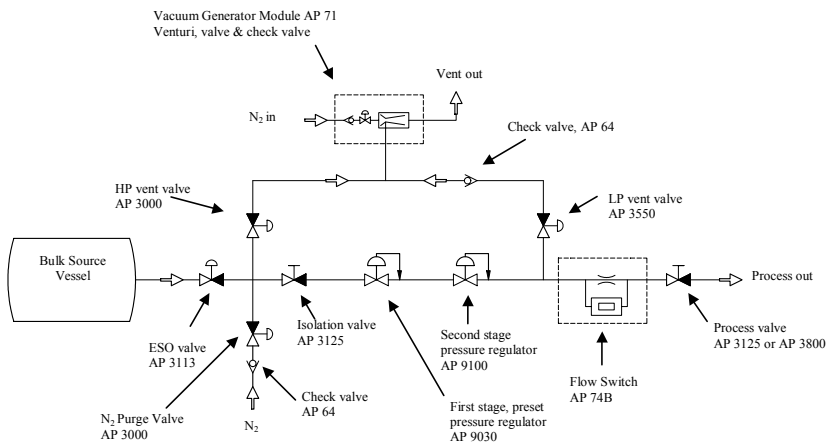 Vacuum Generator Module AP 71
Venturi, valve & check valve
Vent out
N₂ in
Check valve, AP 64
HP vent valve
AP 3000
LP vent valve
AP 3550
Bulk Source
Vessel
Process out
ESO valve
AP 3113
Isolation valve
AP 3125
Second stage
pressure regulator
AP 9100
Process valve
AP 3125 or AP 3800
Flow Switch
AP 74B
Check valve
AP 64
First stage, preset
pressure regulator
AP 9030
N₂ Purge Valve
AP 3000
N₂